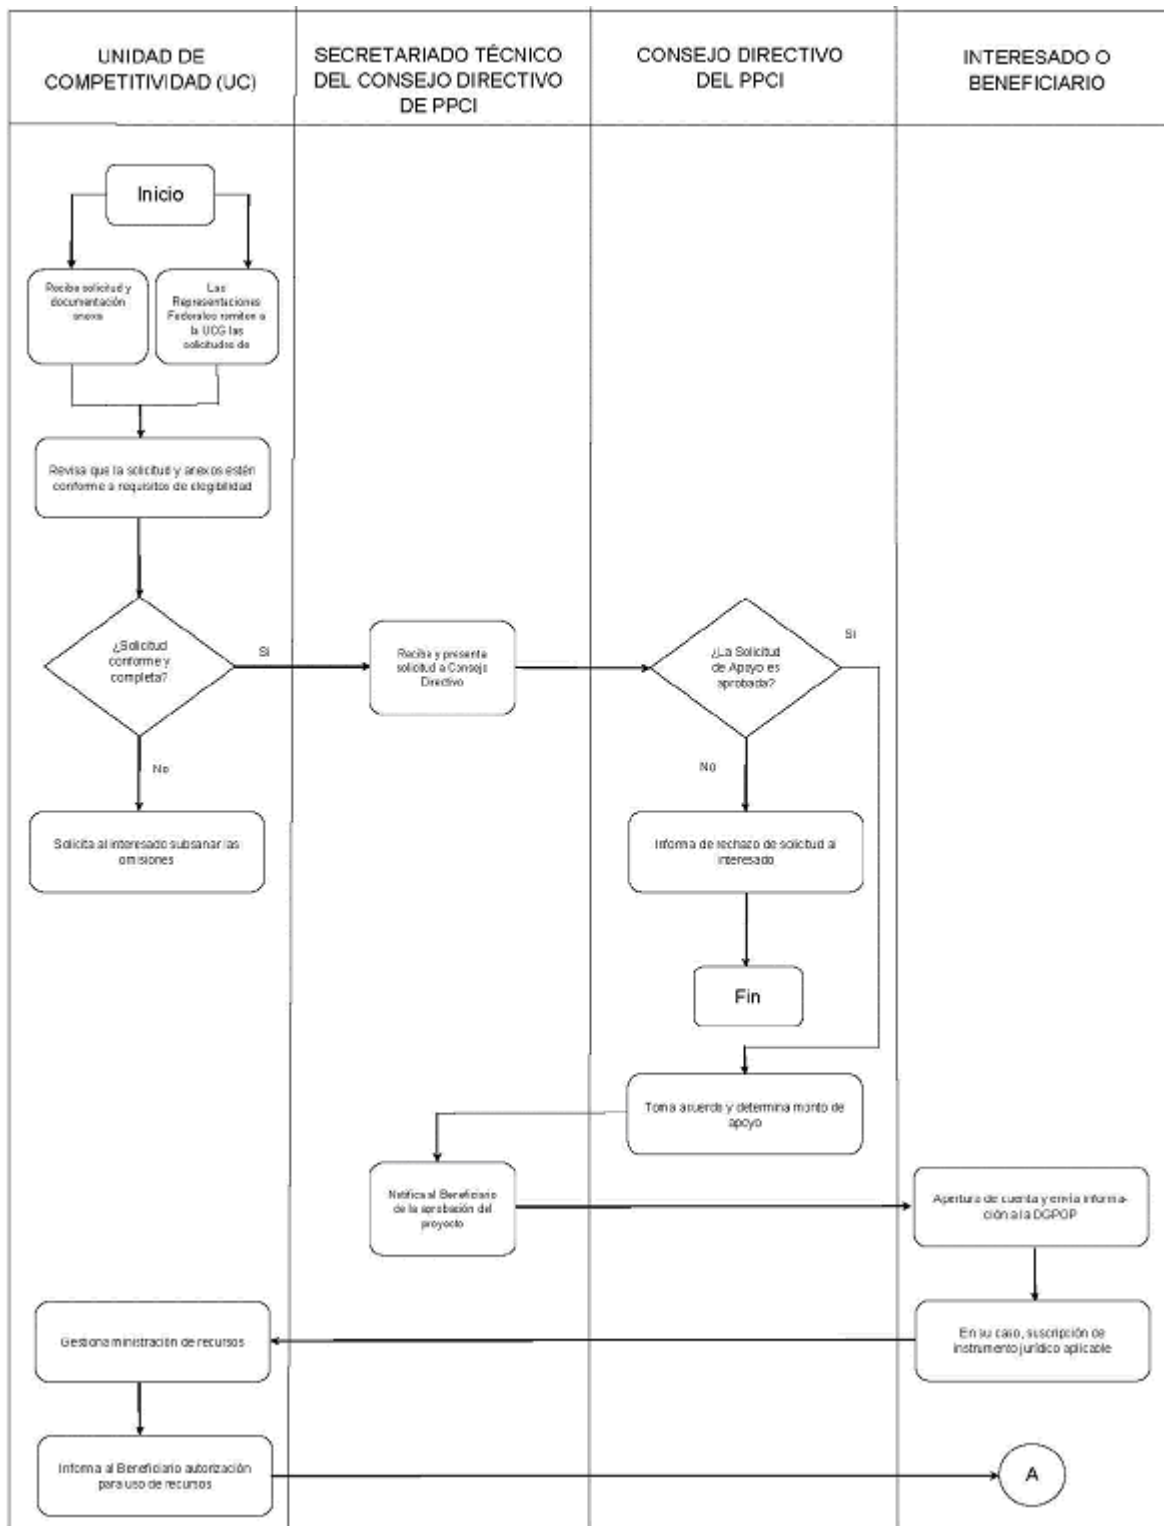 UNIDAD DE
COMPETITIVIDAD (UC)
SECRETARIADO TÉCNICO
DEL CONSEJO DIRECTIVO
DE PPCI
CONSEJO DIRECTIVO
DEL PPCI
INTERESADO O
BENEFICIARIO
Inicio
Recibe solicitud y
documentación
anexa
Las
Representaciones
Federales remiten a
la UCG las
solicitudes de
Revisa que la solicitud y anexos estén
conforme a requisitos de elegibilidad
¿Solicitud
conforme y
completa?
Si
No
Solicita al interesado subsanar las
omisiones
Recibe y presenta
solicitud a Consejo
Directivo
¿La Solicitud
de Apoyo es
aprobada?
Si
No
Informa de rechazo de solicitud al
interesado
Fin
Toma acuerdo y determina monto de
apoyo
Notifica al Beneficiario
de la aprobación del
proyecto
Apertura de cuenta y envía informa-
ción a la DGPOP
En su caso, suscripción de
instrumento jurídico aplicable
Gestiona ministración de recursos
Informa al Beneficiario autorización
para uso de recursos
A